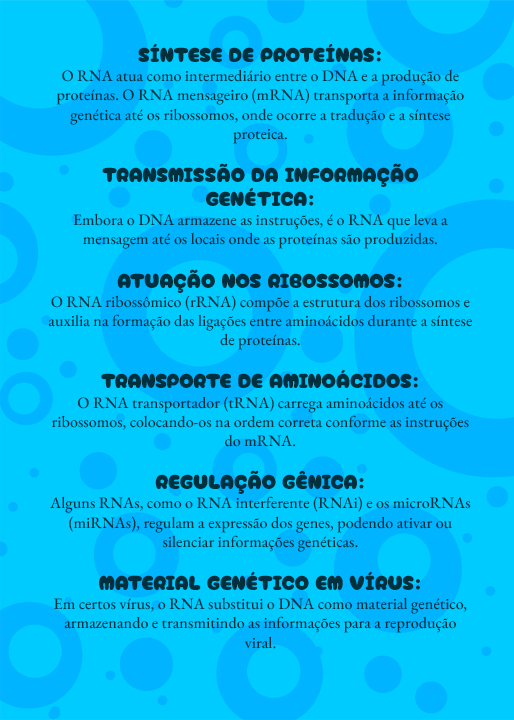 SÍNTESE DE PROTEÍNAS:
O RNA atua como intermediário entre o DNA e a produção de
proteínas. O RNA mensageiro (mRNA) transporta a informação
genética até os ribossomos, onde ocorre a tradução e a síntese
proteica.
TRANSMISSÃO DA INFORMAÇÃO
GENÉTICA:
Embora o DNA armazene as instruções, é o RNA que leva a
mensagem até os locais onde as proteínas são produzidas.
ATUAÇÃO NOS RIBOSSOMOS:
O RNA ribossômico (rRNA) compõe a estrutura dos ribossomos e
auxilia na formação das ligações entre aminoácidos durante a síntese
de proteínas.
TRANSPORTE DE AMINOÁCIDOS:
O RNA transportador (tRNA) carrega aminoácidos até os
ribossomos, colocando-os na ordem correta conforme as instruções
do mRNA.
REGULAÇÃO GÊNICA:
Alguns RNAs, como o RNA interferente (RNAi) e os microRNAs
(miRNAs), regulam a expressão dos genes, podendo ativar ou
silenciar informações genéticas.
MATERIAL GENÉTICO EM VÍRUS:
Em certos vírus, o RNA substitui o DNA como material genético,
armazenando e transmitindo as informações para a reprodução
viral.